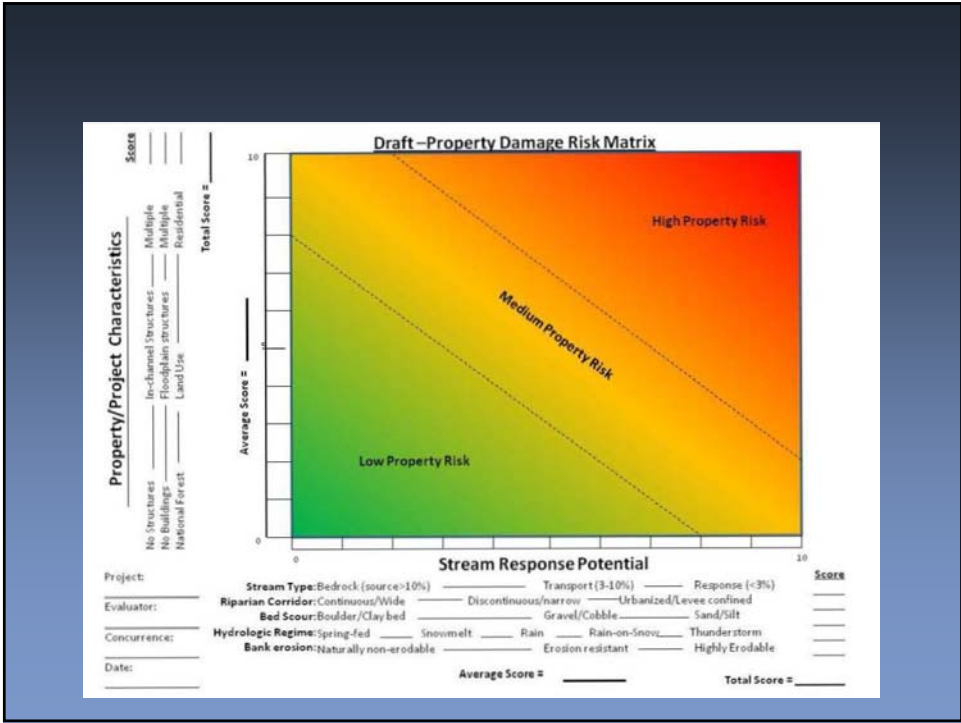 Draft –Property Damage Risk Matrix
Property/Project Characteristics
Score
No Structures In-channel Structures Multiple
No Buildings Floodplain structures Multiple
National Forest Land Use Residential
Total Score =
Average Score =
10
5
0
High Property Risk
Medium Property Risk
Low Property Risk
0
10
Stream Response Potential
Score
Stream Type: Bedrock (source>10%) Transport (3-10%) Response (<3%)
Riparian Corridor: Continuous/Wide Discontinuous/narrow Urbanized/Levee confined
Bed Scour: Boulder/Clay bed Gravel/Cobble Sand/Silt
Hydrologic Regime: Spring-fed Snowmelt Rain Rain-on-Snow Thunderstorm
Bank erosion: Naturally non-erodable Erosion resistant Highly Erodable
Average Score =
Total Score =
Project:
Evaluator:
Concurrence:
Date: